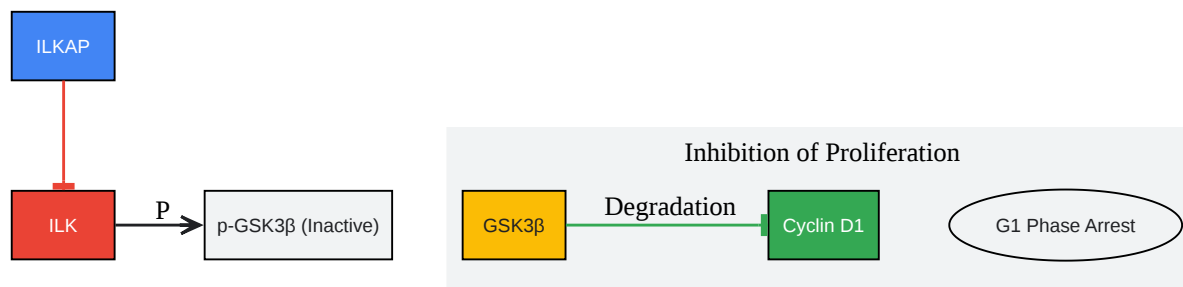 ILKAP
Inhibition of Proliferation
ILK
P
p-GSK3β (Inactive)
GSK3β
Degradation
Cyclin D1
G1 Phase Arrest